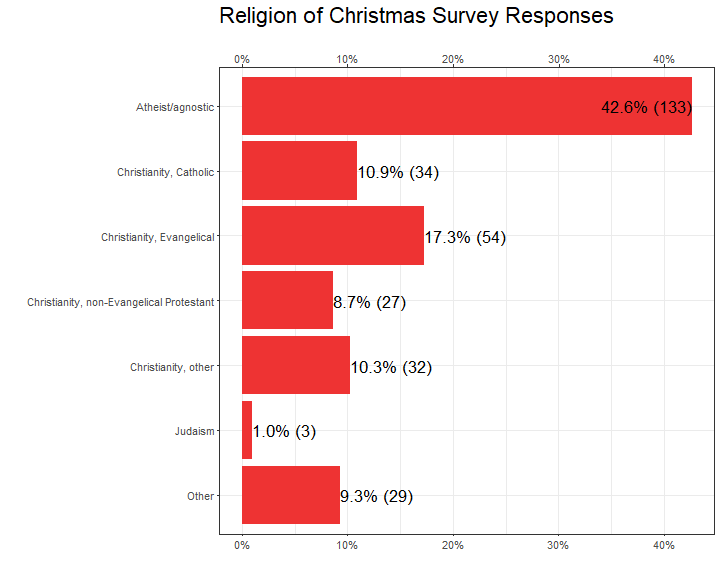 Religion of Christmas Survey Responses
0% 10% 20% 30% 40%
Atheist/agnostic 42.6% (133)
Christianity, Catholic 10.9% (34)
Christianity, Evangelical 17.3% (54)
Christianity, non-Evangelical Protestant 8.7% (27)
Christianity, other 10.3% (32)
Judaism 1.0% (3)
Other 9.3% (29)
0% 10% 20% 30% 40%